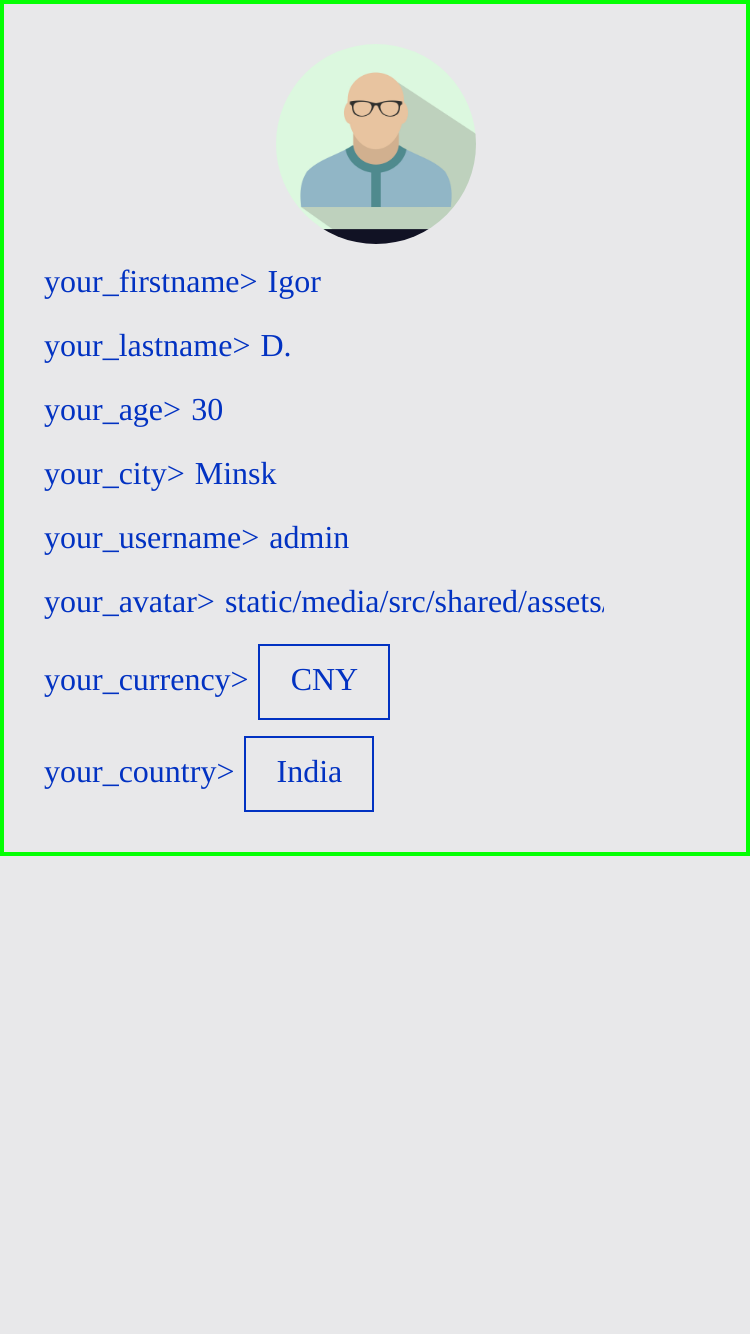 your_firstname> Igor
your_lastname> D.
your_age> 30
your_city> Minsk
your_username> admin
your_avatar> static/media/src/shared/assets/
your_currency> CNY
your_country> India